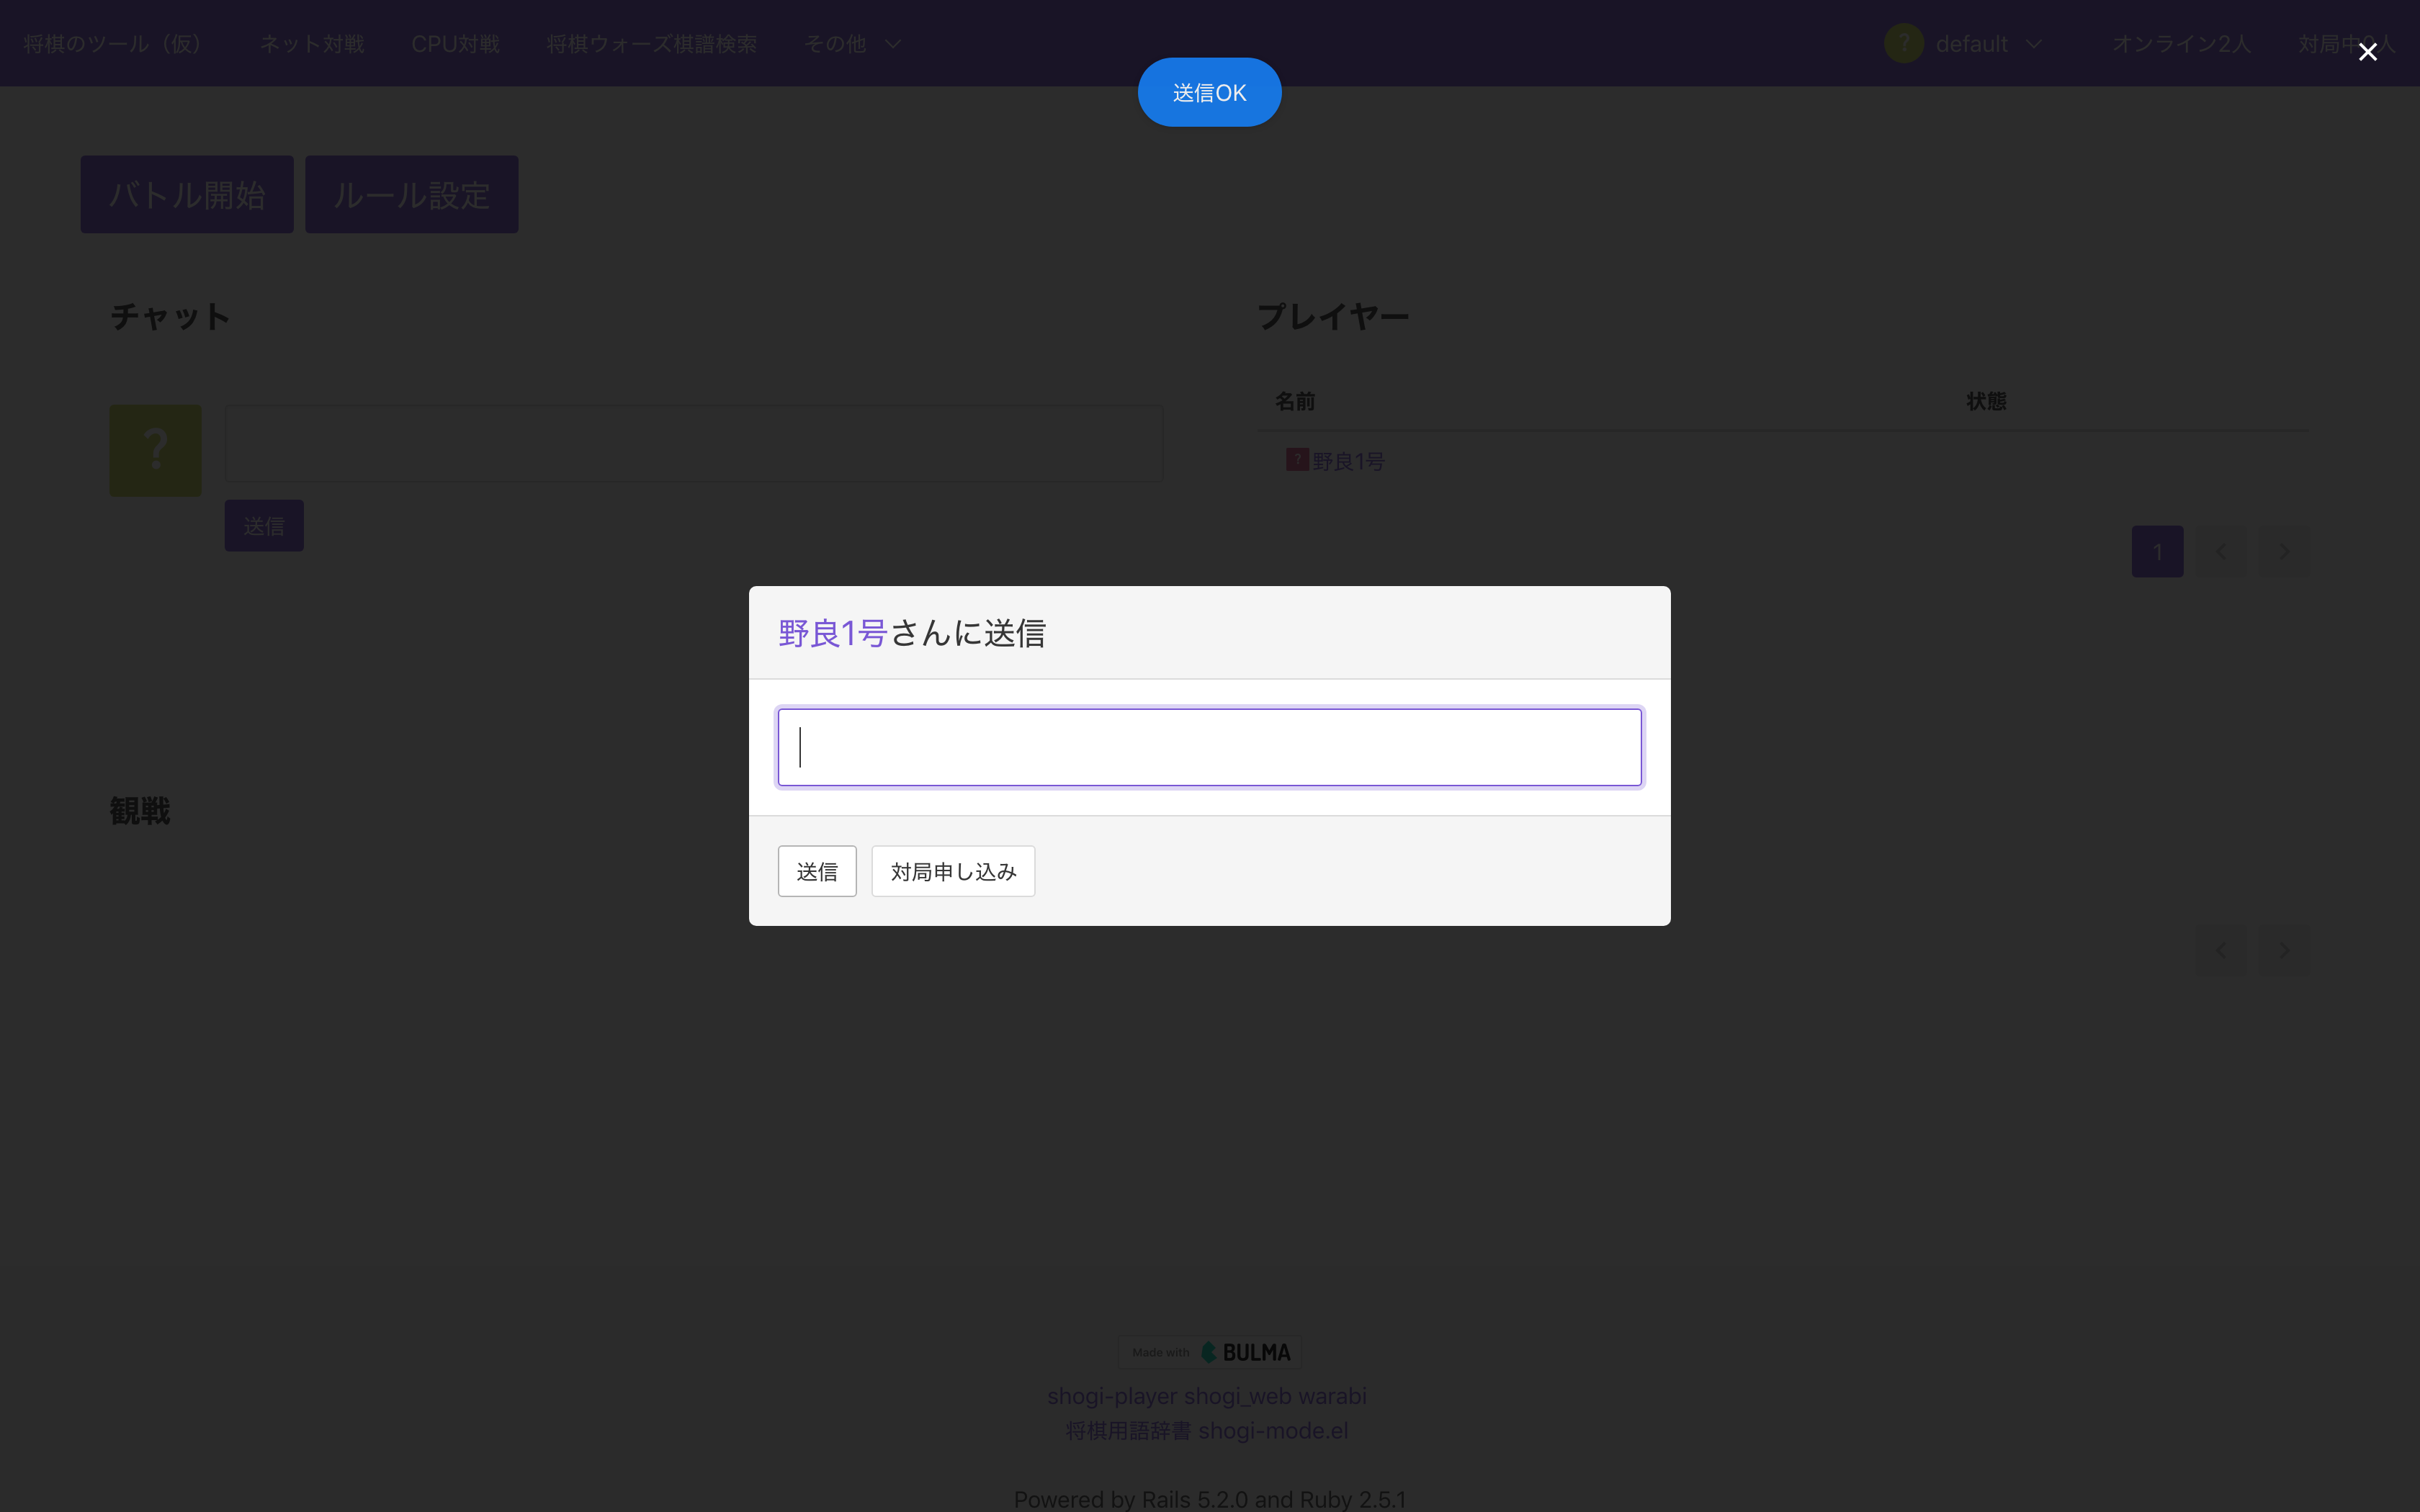 将棋のツール（仮） ネット対戦 CPU対戦 将棋ウォーズ棋譜検索 その他 ? default オンライン2人 対局中0人
送信OK
バトル開始 ルール設定
チャット
?
送信
プレイヤー
名前 状態
? 野良1号
1
野良1号さんに送信
送信 対局申し込み
観戦
Made with BULMA
shogi-player shogi_web warabi
将棋用語辞書 shogi-mode.el
Powered by Rails 5.2.0 and Ruby 2.5.1